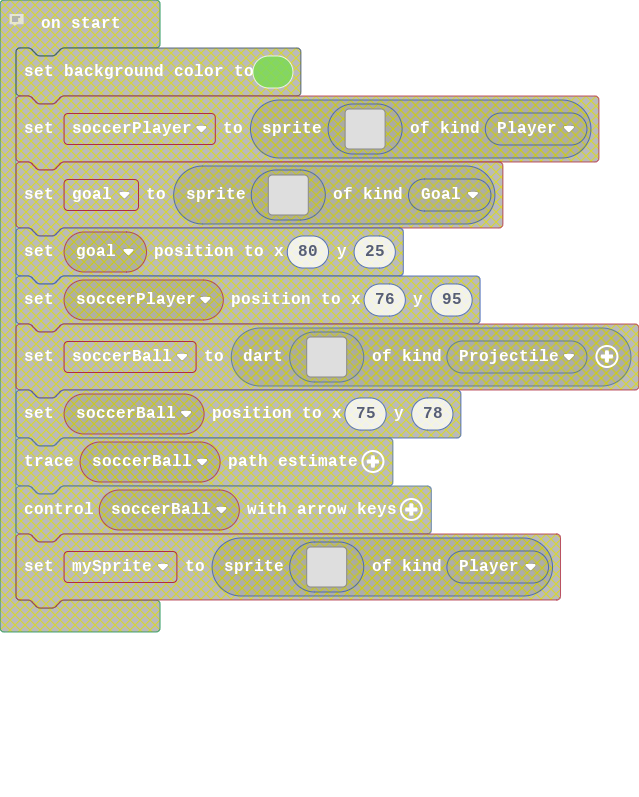 on start
set background color to
set soccerPlayer to sprite of kind Player
set goal to sprite of kind Goal
set goal position to x 80 y 25
set soccerPlayer position to x 76 y 95
set soccerBall to dart of kind Projectile
set soccerBall position to x 75 y 78
trace soccerBall path estimate
control soccerBall with arrow keys
set mySprite to sprite of kind Player